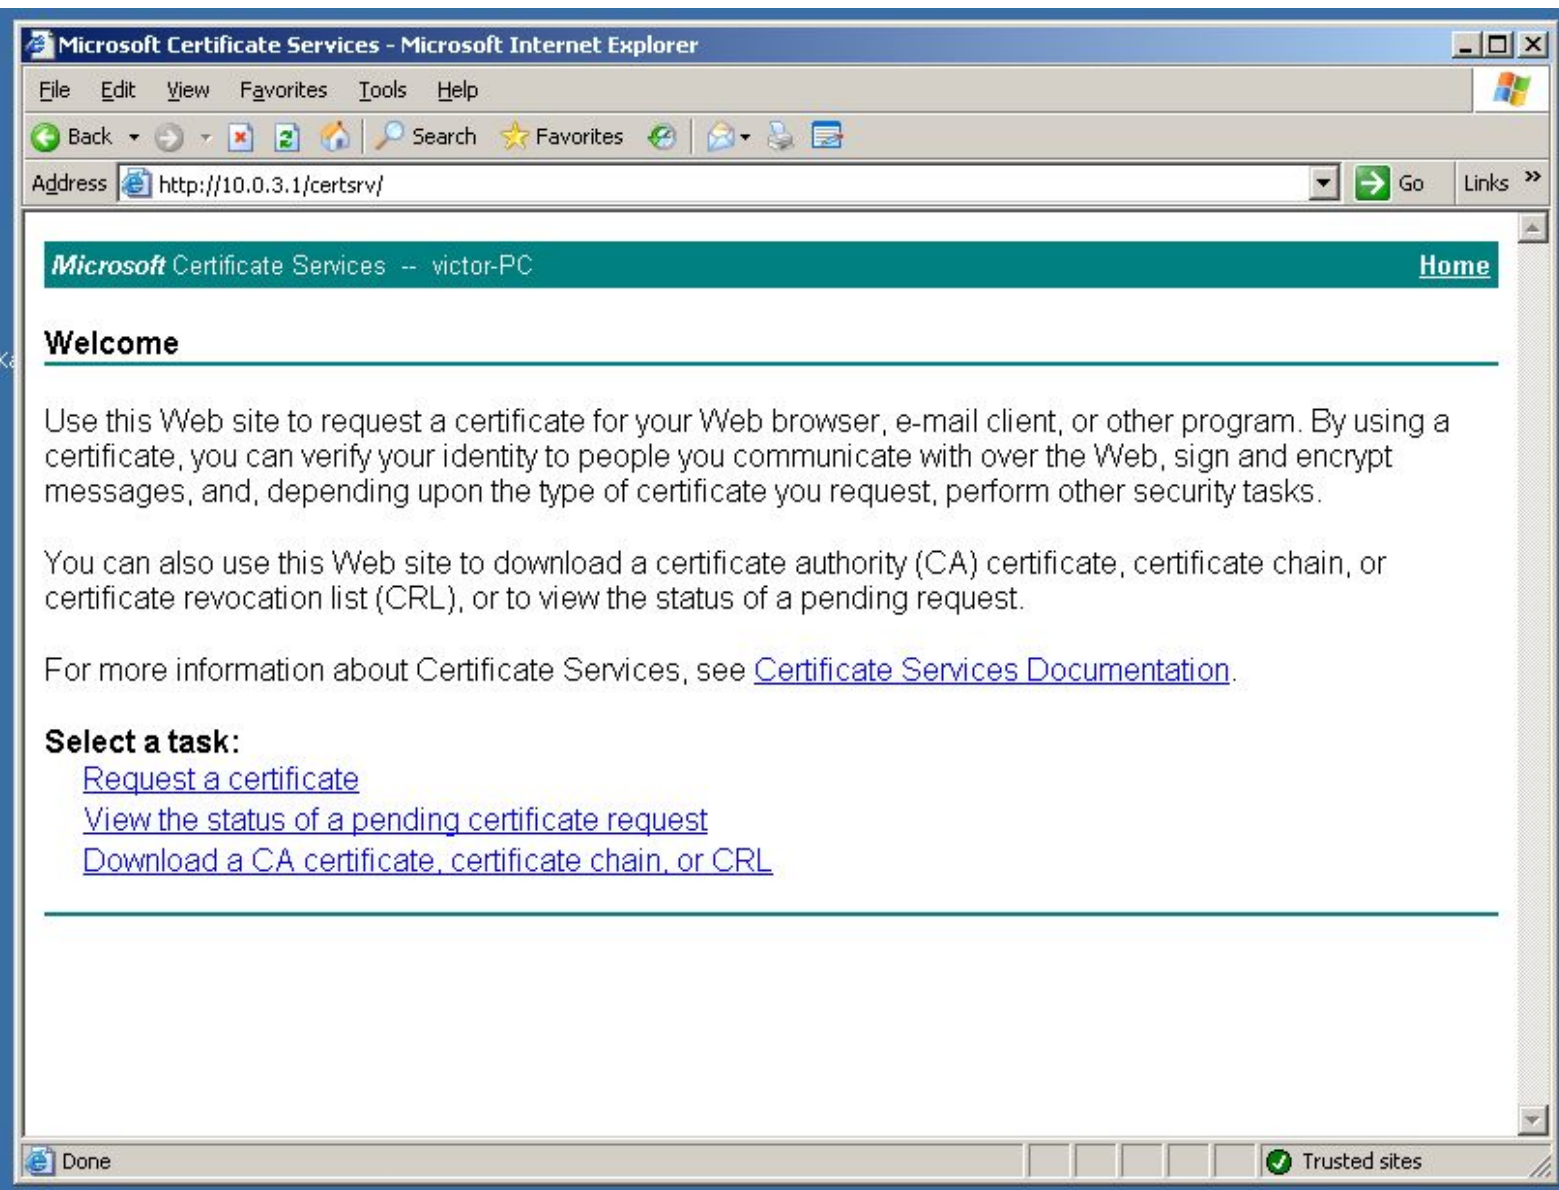 Microsoft Certificate Services - Microsoft Internet Explorer
File Edit View Favorites Tools Help
Back Search Favorites
Address http://10.0.3.1/certsrv/ Go Links »
Microsoft Certificate Services -- victor-PC Home
Welcome
Use this Web site to request a certificate for your Web browser, e-mail client, or other program. By using a
certificate, you can verify your identity to people you communicate with over the Web, sign and encrypt
messages, and, depending upon the type of certificate you request, perform other security tasks.
You can also use this Web site to download a certificate authority (CA) certificate, certificate chain, or
certificate revocation list (CRL), or to view the status of a pending request.
For more information about Certificate Services, see Certificate Services Documentation.
Select a task:
Request a certificate
View the status of a pending certificate request
Download a CA certificate, certificate chain, or CRL
Done Trusted sites